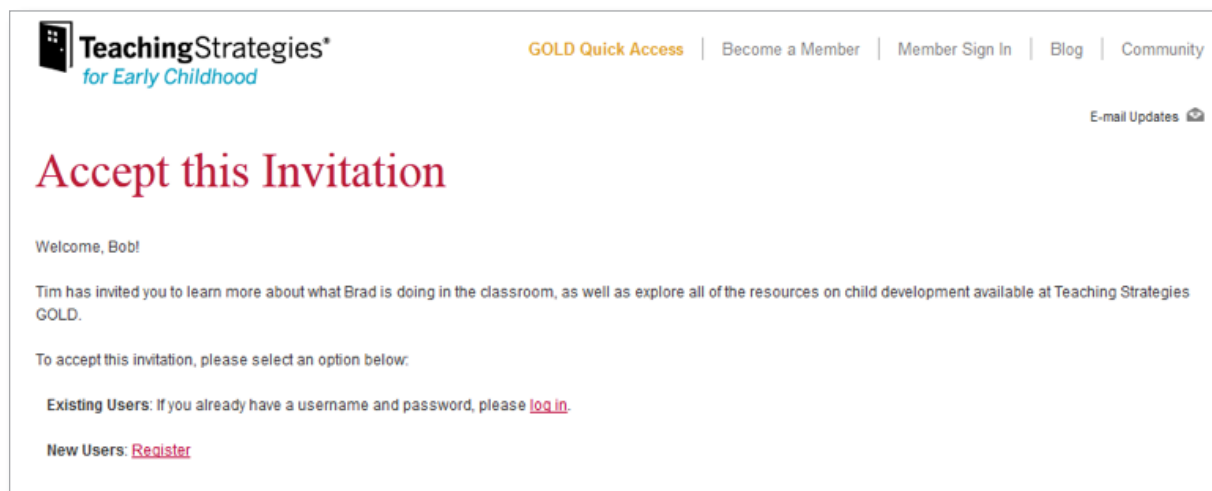 TeachingStrategies®
for Early Childhood
GOLD Quick Access | Become a Member | Member Sign In | Blog | Community
E-mail Updates
Accept this Invitation
Welcome, Bob!
Tim has invited you to learn more about what Brad is doing in the classroom, as well as explore all of the resources on child development available at Teaching Strategies
GOLD.
To accept this invitation, please select an option below:
Existing Users: If you already have a username and password, please log in.
New Users: Register